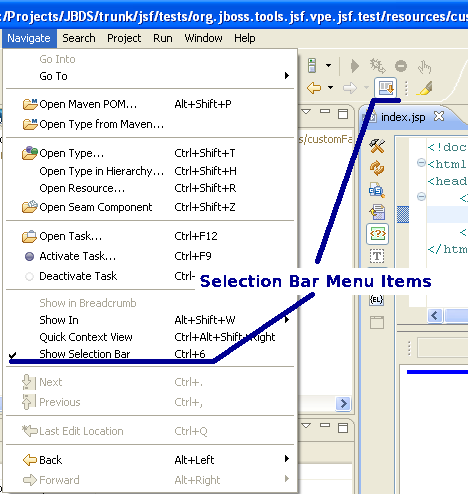 :/Projects/JBDS/trunk/jsf/tests/org.jboss.tools.jsf.vpe.jsf.test/resources/cus
Navigate Search Project Run Window Help
Go Into
Go To
Open Maven POM... Alt+Shift+P
Open Type from Maven...
Open Type... Ctrl+Shift+T
Open Type in Hierarchy... Ctrl+Shift+H
Open Resource... Ctrl+Shift+R
Open Seam Component Ctrl+Shift+Z
Open Task... Ctrl+F12
Activate Task... Ctrl+F9
Deactivate Task Ctrl-
Show in Breadcrumb
Show In Alt+Shift+W
Quick Context View Ctrl+Alt+Shift+Right
Show Selection Bar Ctrl+6
Next Ctrl+.
Previous Ctrl+,
Last Edit Location Ctrl+Q
Back Alt+Left
Forward Alt+Right
/customFa
index.jsp
<!doc
<html
<head
<
<
</htm
Selection Bar Menu Items